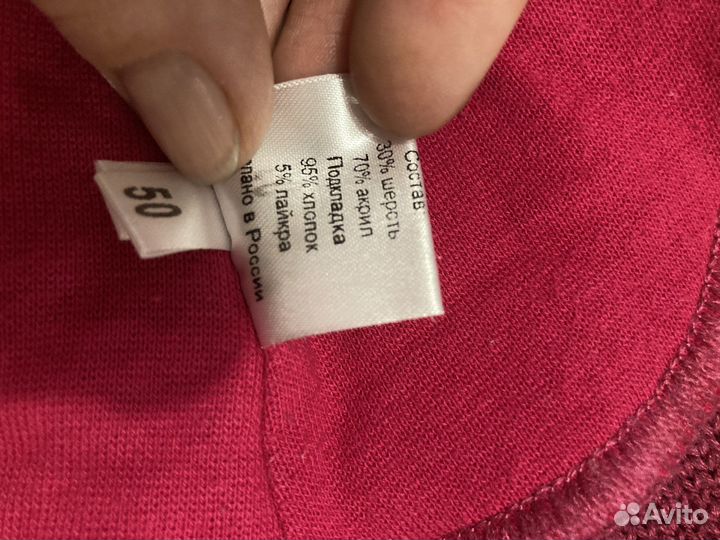 Состав:
30% шерсть
70% акрил
Подкладка
95% хлопок
5% лайкра
в России
50
Avito